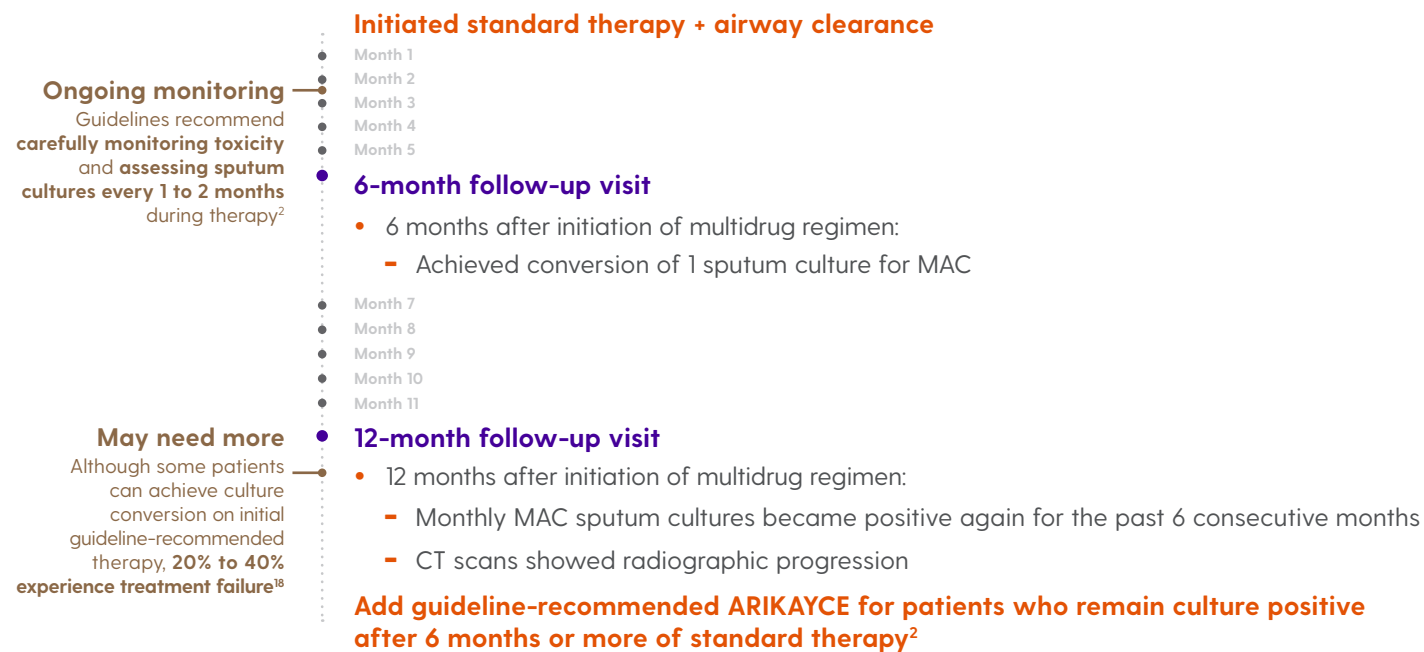 Initiated standard therapy + airway clearance
Month 1
Month 2
Month 3
Month 4
Month 5
Ongoing monitoring
Guidelines recommend
carefully monitoring toxicity
and assessing sputum
cultures every 1 to 2 months
during therapy²
6-month follow-up visit
• 6 months after initiation of multidrug regimen:
- Achieved conversion of 1 sputum culture for MAC
Month 7
Month 8
Month 9
Month 10
Month 11
May need more
Although some patients
can achieve culture
conversion on initial
guideline-recommended
therapy, 20% to 40%
experience treatment failure¹⁸
12-month follow-up visit
• 12 months after initiation of multidrug regimen:
- Monthly MAC sputum cultures became positive again for the past 6 consecutive months
- CT scans showed radiographic progression
Add guideline-recommended ARIKAYCE for patients who remain culture positive
after 6 months or more of standard therapy²